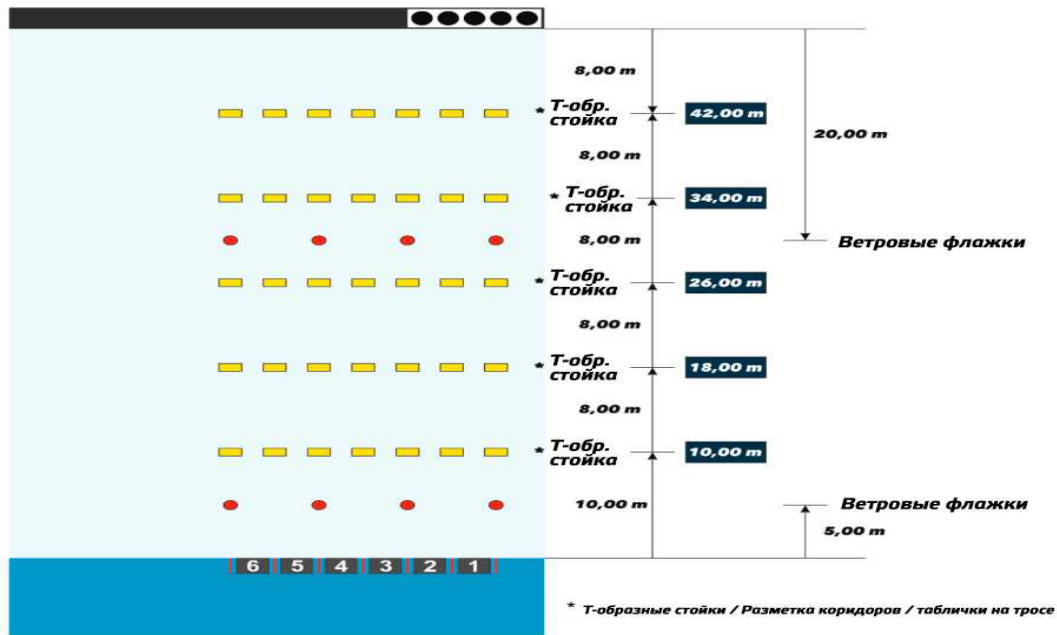 8,00 m
* Т-обр.
стойка
42,00 m
20,00 m
8,00 m
* Т-обр.
стойка
34,00 m
8,00 m
Ветровые флажки
* Т-обр.
стойка
26,00 m
8,00 m
* Т-обр.
стойка
18,00 m
8,00 m
* Т-обр.
стойка
10,00 m
10,00 m
Ветровые флажки
5,00 m
6 5 4 3 2 1
* Т-образные стойки / Разметка коридоров / таблички на тросе